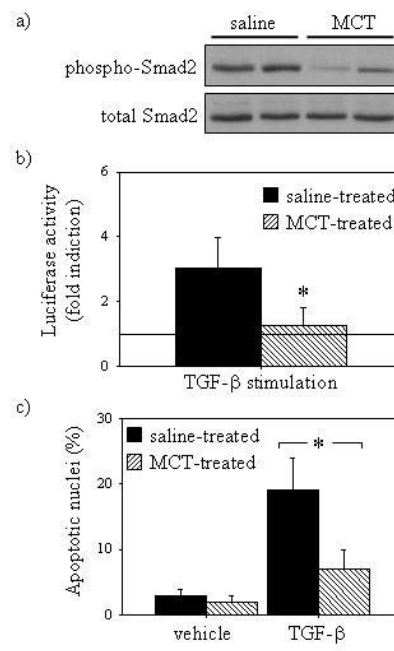 a)
saline MCT
phospho-Smad2
total Smad2
b)
Luciferase activity
(fold indiction)
6
4
2
0
saline-treated
MCT-treated
*
TGF-β stimulation
c)
Apoptotic nuclei (%)
30
20
10
0
saline-treated
MCT-treated
*
vehicle TGF-β